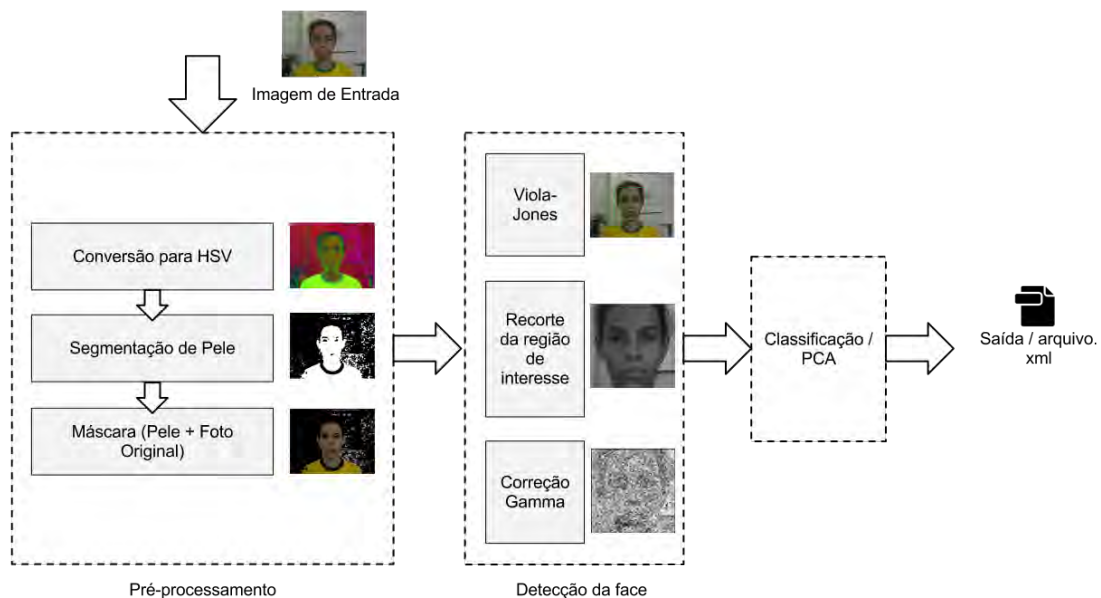 Imagem de Entrada
Conversão para HSV
Segmentação de Pele
Máscara (Pele + Foto
Original)
Pré-processamento
Viola-
Jones
Recorte
da região
de
interesse
Correção
Gamma
Detecção da face
Classificação /
PCA
Saída / arquivo.
xml